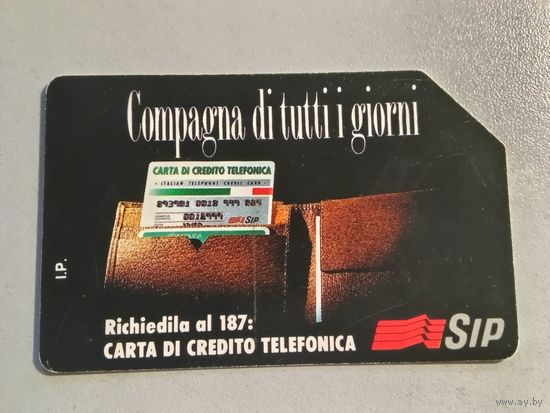 Compagna di tutti i giorni
CARTA DI CREDITO TELEFONICA
- ITALIAN TELEPHONE CREDIT CARD -
0018999
SIP
I.P.
Richiedila al 187:
CARTA DI CREDITO TELEFONICA
SIP
www.ay.by